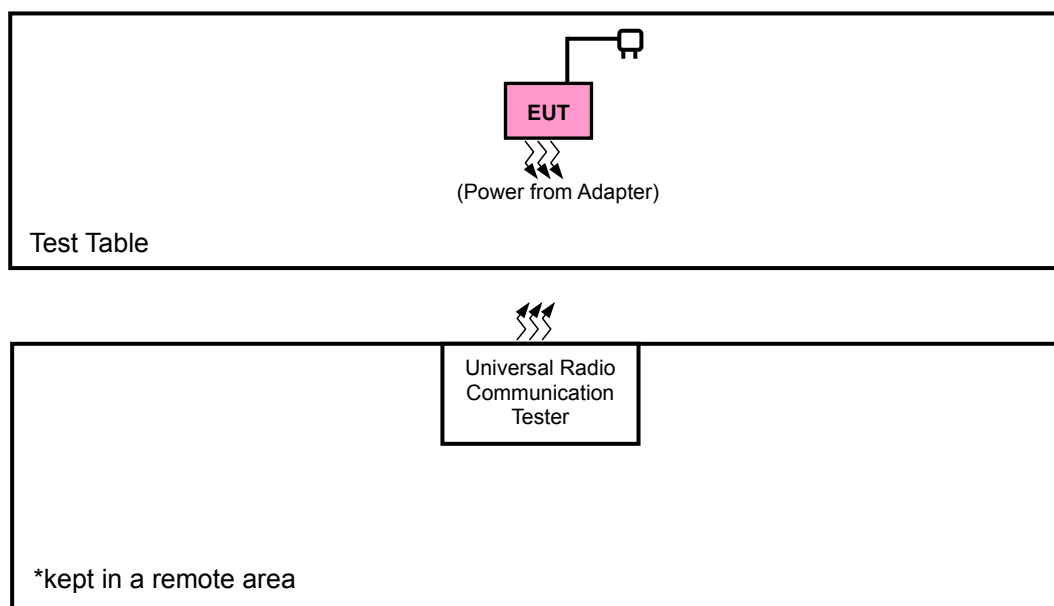 EUT
(Power from Adapter)
Test Table
Universal Radio
Communication
Tester
*kept in a remote area